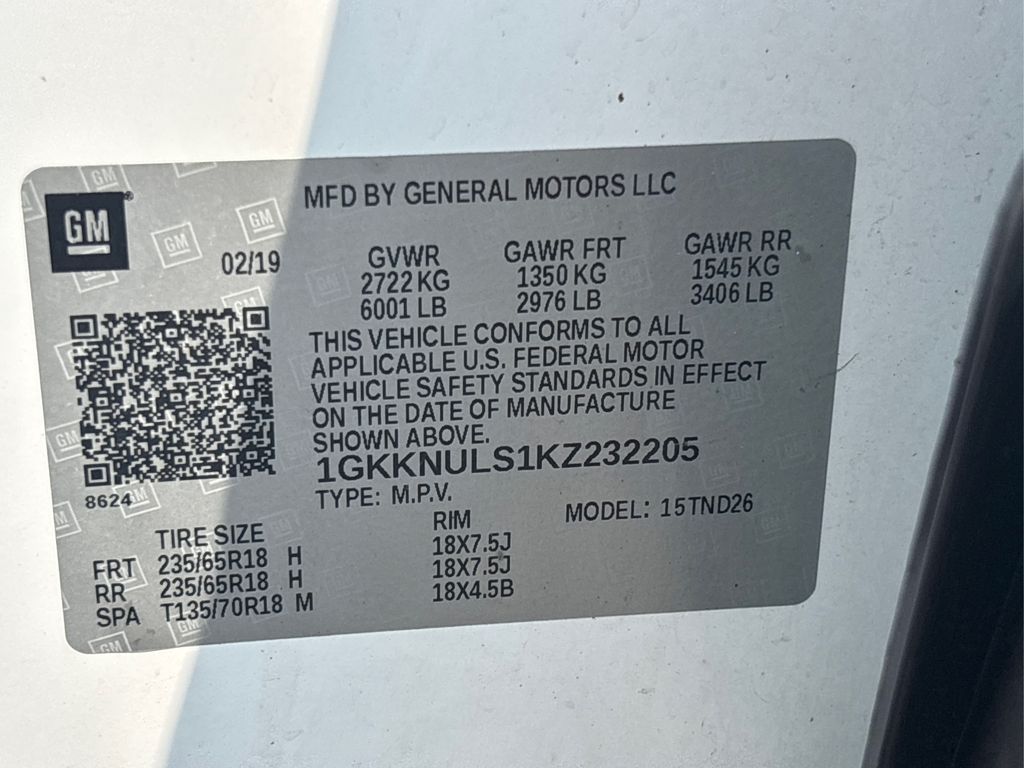 MFD BY GENERAL MOTORS LLC
GM
02/19
GVWR GAWR FRT GAWR RR
2722 KG 1350 KG 1545 KG
6001 LB 2976 LB 3406 LB
THIS VEHICLE CONFORMS TO ALL
APPLICABLE U.S. FEDERAL MOTOR
VEHICLE SAFETY STANDARDS IN EFFECT
ON THE DATE OF MANUFACTURE
SHOWN ABOVE.
1GKKNULS1KZ232205
8624
TYPE: M.P.V. MODEL: 15TND26
TIRE SIZE RIM
FRT 235/65R18 H 18X7.5J
RR 235/65R18 H 18X7.5J
SPA T135/70R18 M 18X4.5B